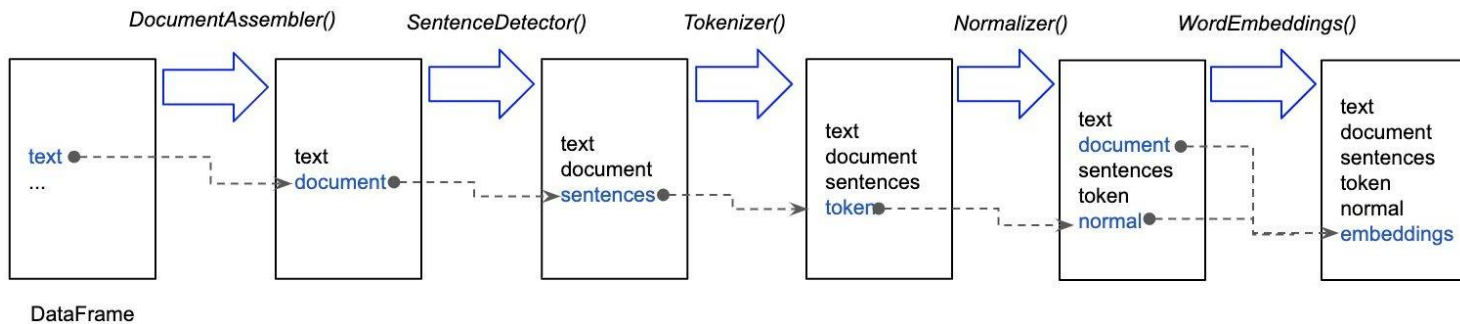 DocumentAssembler()
SentenceDetector()
Tokenizer()
Normalizer()
WordEmbeddings()
text
...
text
document
text
document
sentences
text
document
sentences
token
text
document
sentences
token
normal
text
document
sentences
token
normal
embeddings
DataFrame